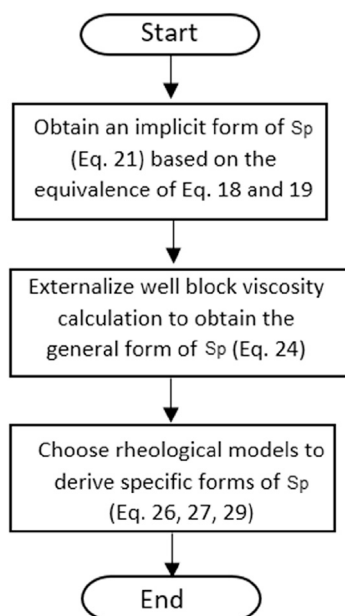 Start
Obtain an implicit form of Sp
(Eq. 21) based on the
equivalence of Eq. 18 and 19
Externalize well block viscosity
calculation to obtain the
general form of Sp (Eq. 24)
Choose rheological models to
derive specific forms of Sp
(Eq. 26, 27, 29)
End